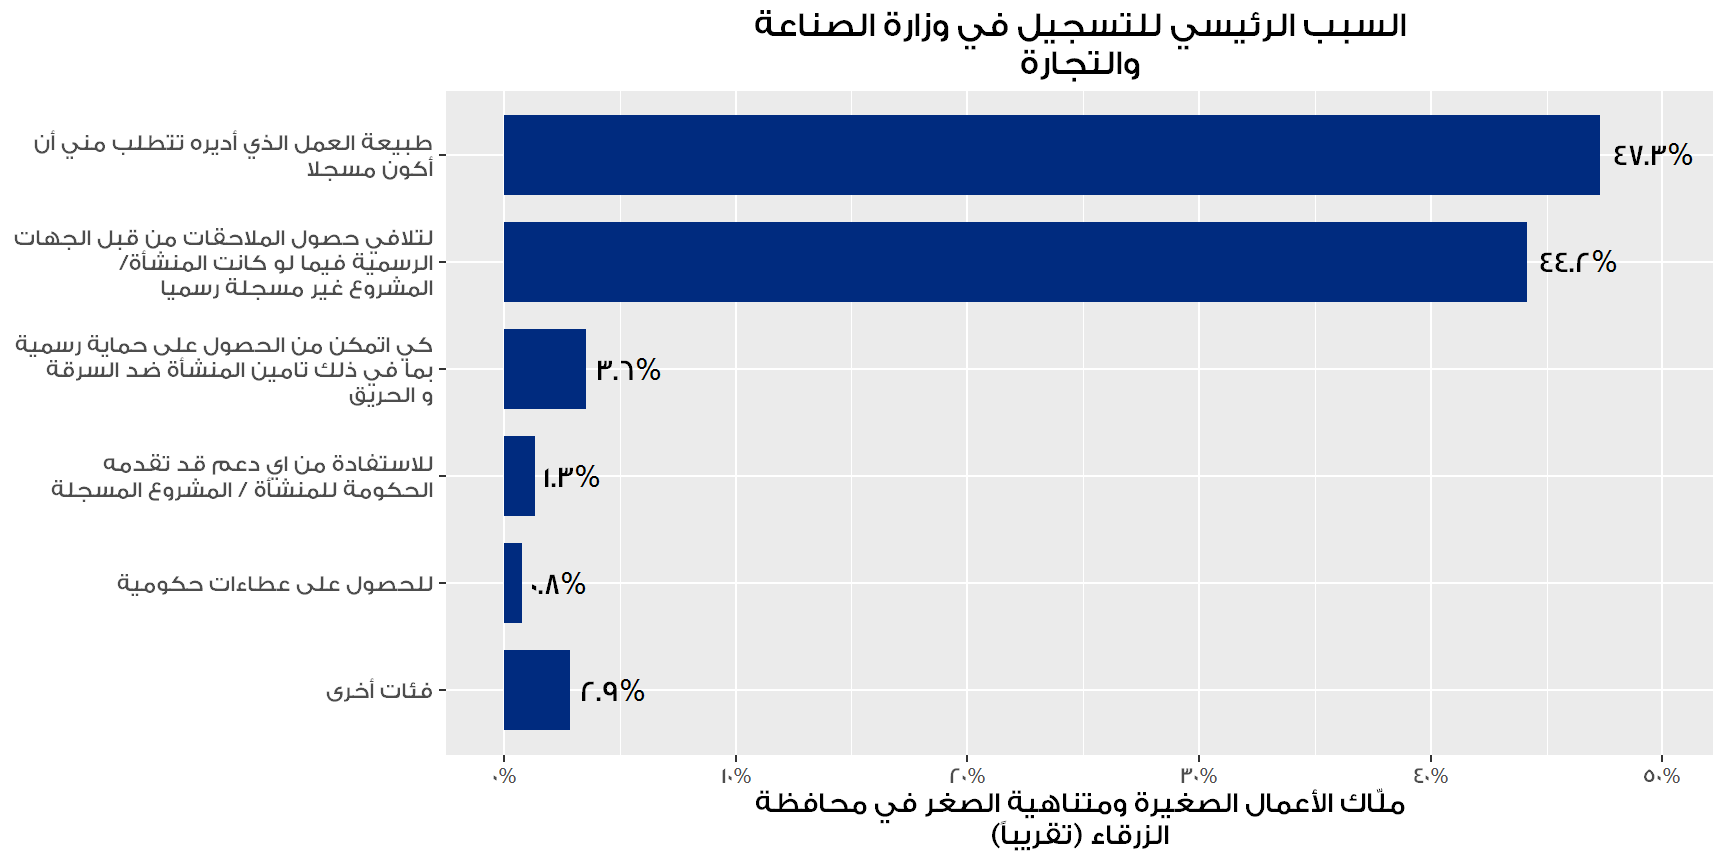 السبب الرئيسي للتسجيل في وزارة الصناعة
والتجارة
طبيعة العمل الذي أديره تتطلب مني أن
أكون مسجلا
٤٧.٣%
لتلافي حصول الملاحقات من قبل الجهات
الرسمية فيما لو كانت المنشأة/
المشروع غير مسجلة رسميا
٤٤.٢%
كي اتمكن من الحصول على حماية رسمية
بما في ذلك تامين المنشأة ضد السرقة
و الحريق
٣.٦%
للاستفادة من اي دعم قد تقدمه
الحكومة للمنشأة / المشروع المسجلة
١.٣%
للحصول على عطاءات حكومية
٠.٨%
فئات أخرى
٢.٩%
٠% ١٠% ٢٠% ٣٠% ٤٠% ٥٠%
ملّاك الأعمال الصغيرة ومتناهية الصغر في محافظة
الزرقاء (تقريباً)